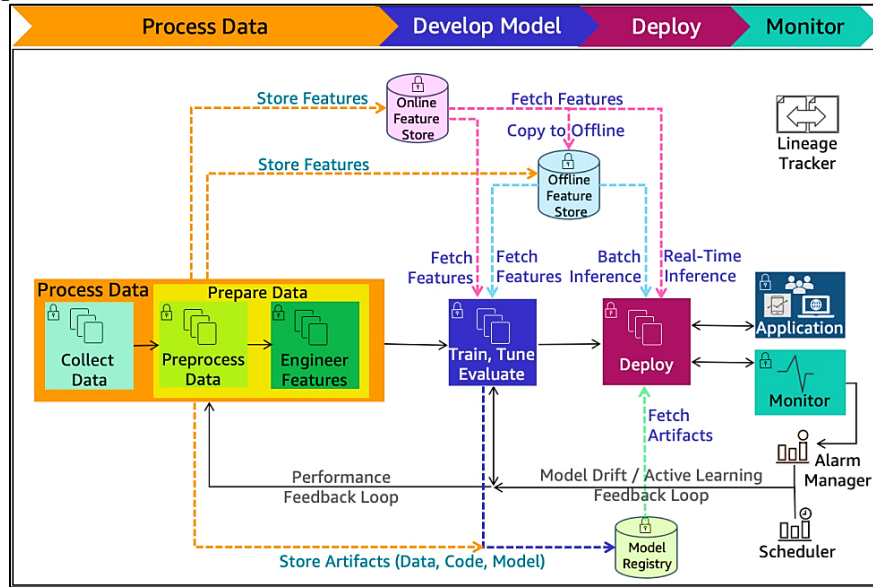 Process Data
Develop Model
Deploy
Monitor
Store Features
Online
Feature
Store
Fetch Features
Copy to Offline
Lineage
Tracker
Store Features
Offline
Feature
Store
Fetch
Features
Fetch
Features
Batch
Inference
Real-Time
Inference
Process Data
Prepare Data
Collect
Data
Preprocess
Data
Engineer
Features
Train, Tune
Evaluate
Deploy
Application
Monitor
Fetch
Artifacts
Performance
Feedback Loop
Model Drift / Active Learning
Feedback Loop
Alarm
Manager
Scheduler
Store Artifacts (Data, Code, Model)
Model
Registry